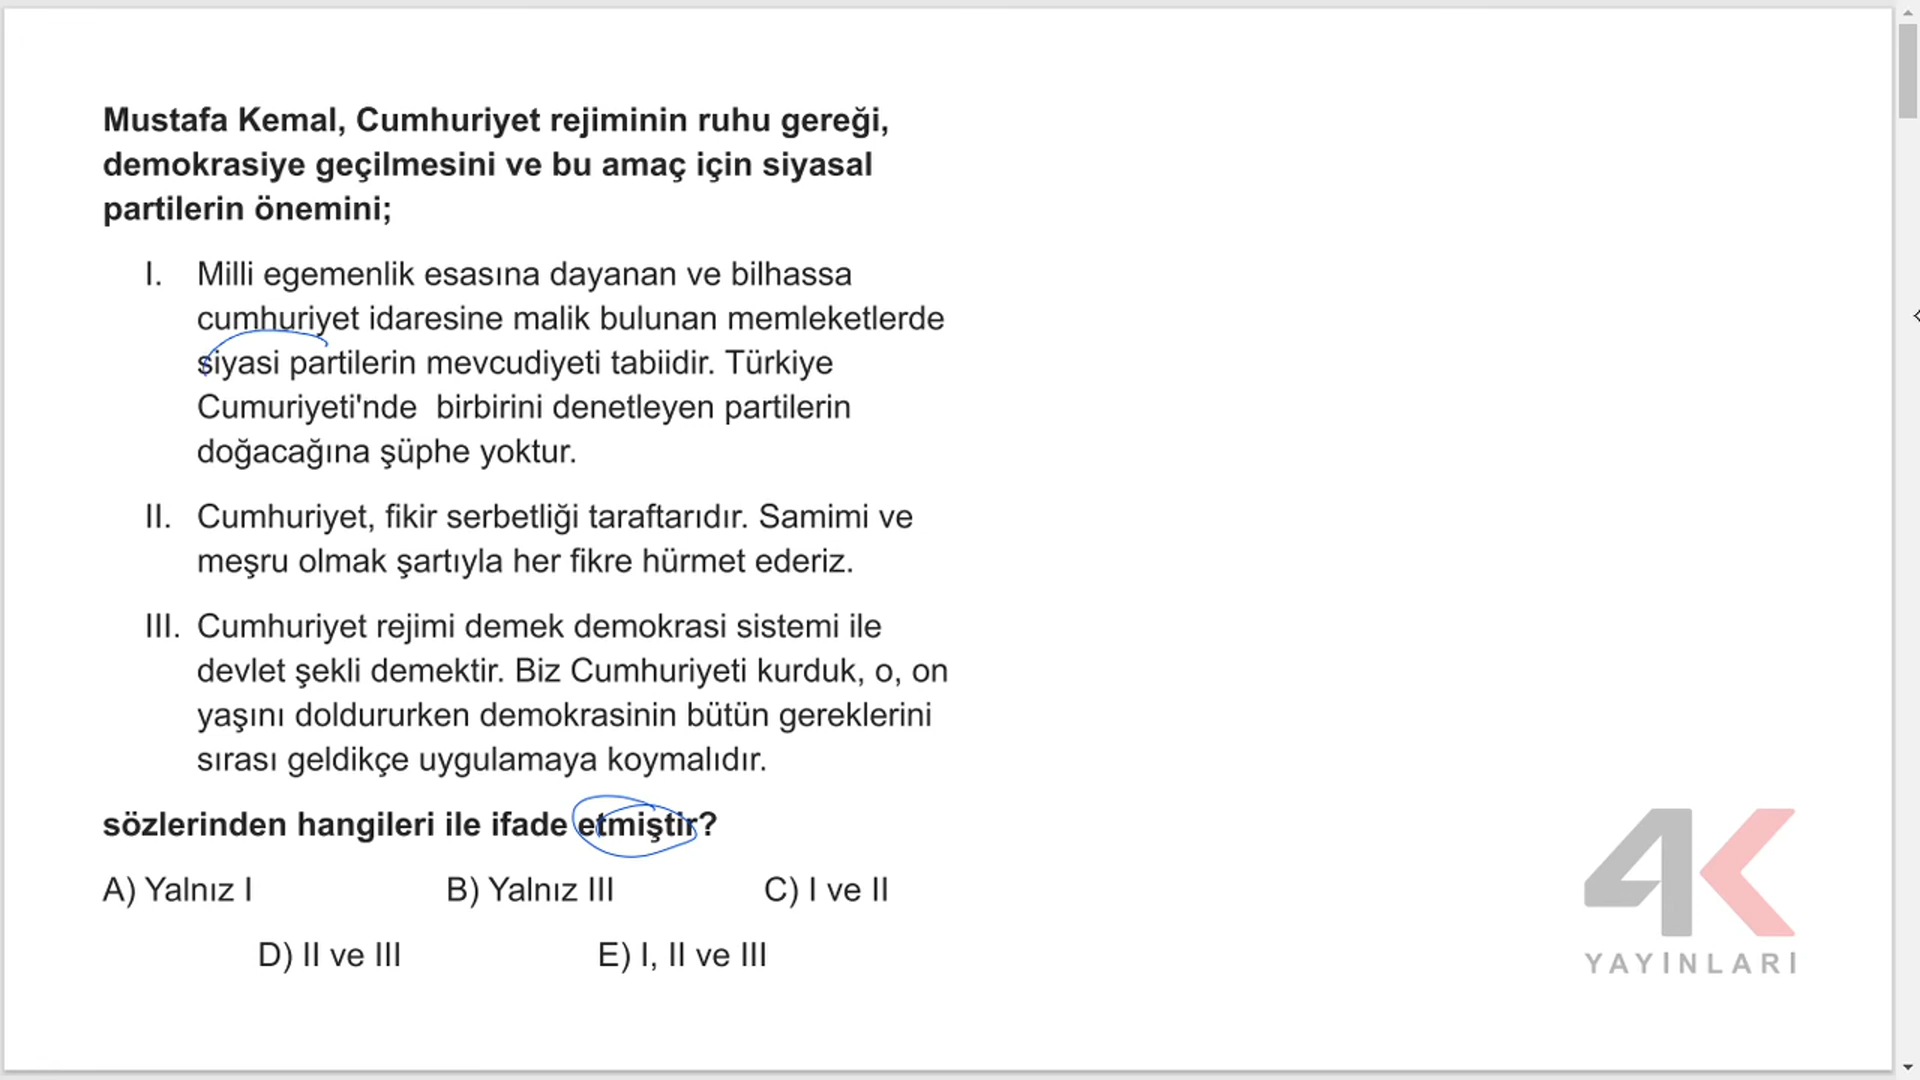 Mustafa Kemal, Cumhuriyet rejiminin ruhu gereği,
demokrasiye geçilmesini ve bu amaç için siyasal
partilerin önemini;
I. Milli egemenlik esasına dayanan ve bilhassa
cumhuriyet idaresine malik bulunan memleketlerde
siyasi partilerin mevcudiyeti tabiidir. Türkiye
Cumuriyeti'nde birbirini denetleyen partilerin
doğacağına şüphe yoktur.
II. Cumhuriyet, fikir serbetliği taraftarıdır. Samimi ve
meşru olmak şartıyla her fikre hürmet ederiz.
III. Cumhuriyet rejimi demek demokrasi sistemi ile
devlet şekli demektir. Biz Cumhuriyeti kurduk, o, on
yaşını doldururken demokrasinin bütün gereklerini
sırası geldikçe uygulamaya koymalıdır.
sözlerinden hangileri ile ifade etmiştir?
A) Yalnız I B) Yalnız III C) I ve II
D) II ve III E) I, II ve III
4K
YAYINLARI